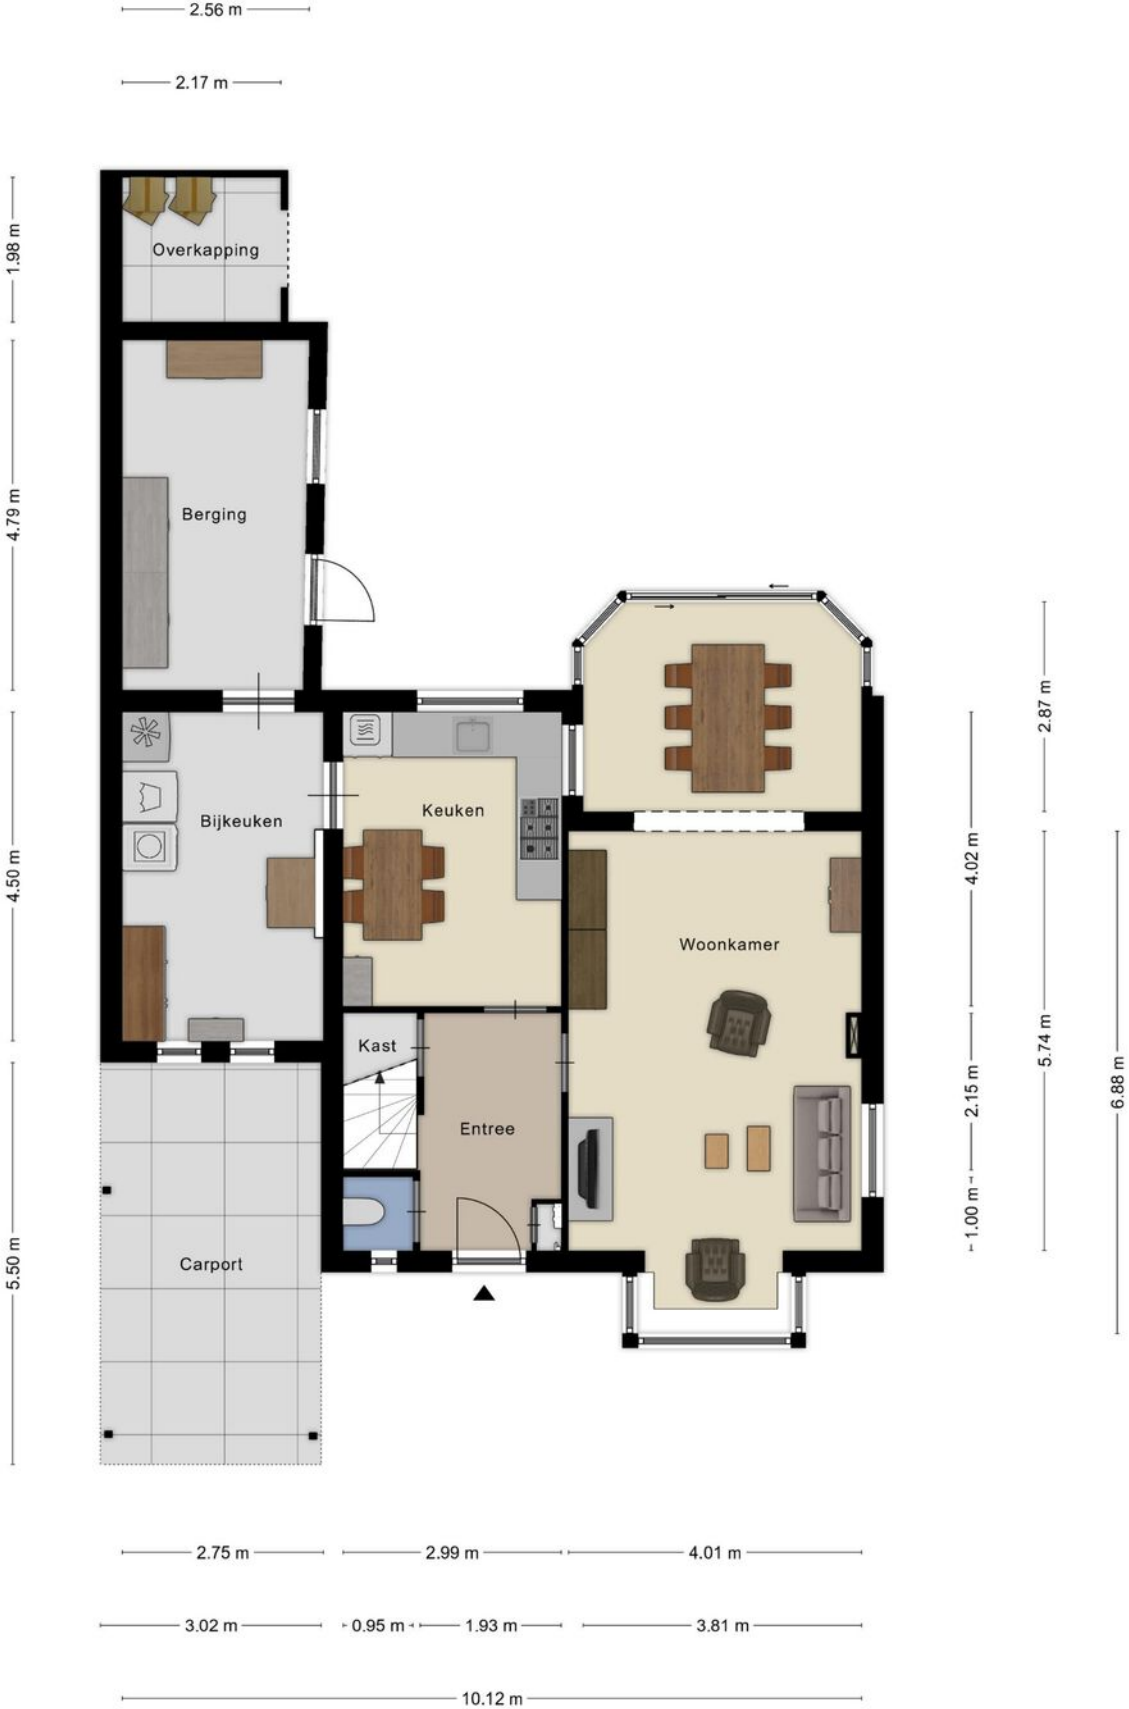 2.56 m
2.17 m
1.98 m
Overkapping
4.79 m
Berging
2.87 m
4.50 m
Bijkeuken
Keuken
4.02 m
Woonkamer
5.74 m
6.88 m
Kast
2.15 m
Entree
1.00 m
5.50 m
Carport
2.75 m
2.99 m
4.01 m
3.02 m
0.95 m
1.93 m
3.81 m
10.12 m